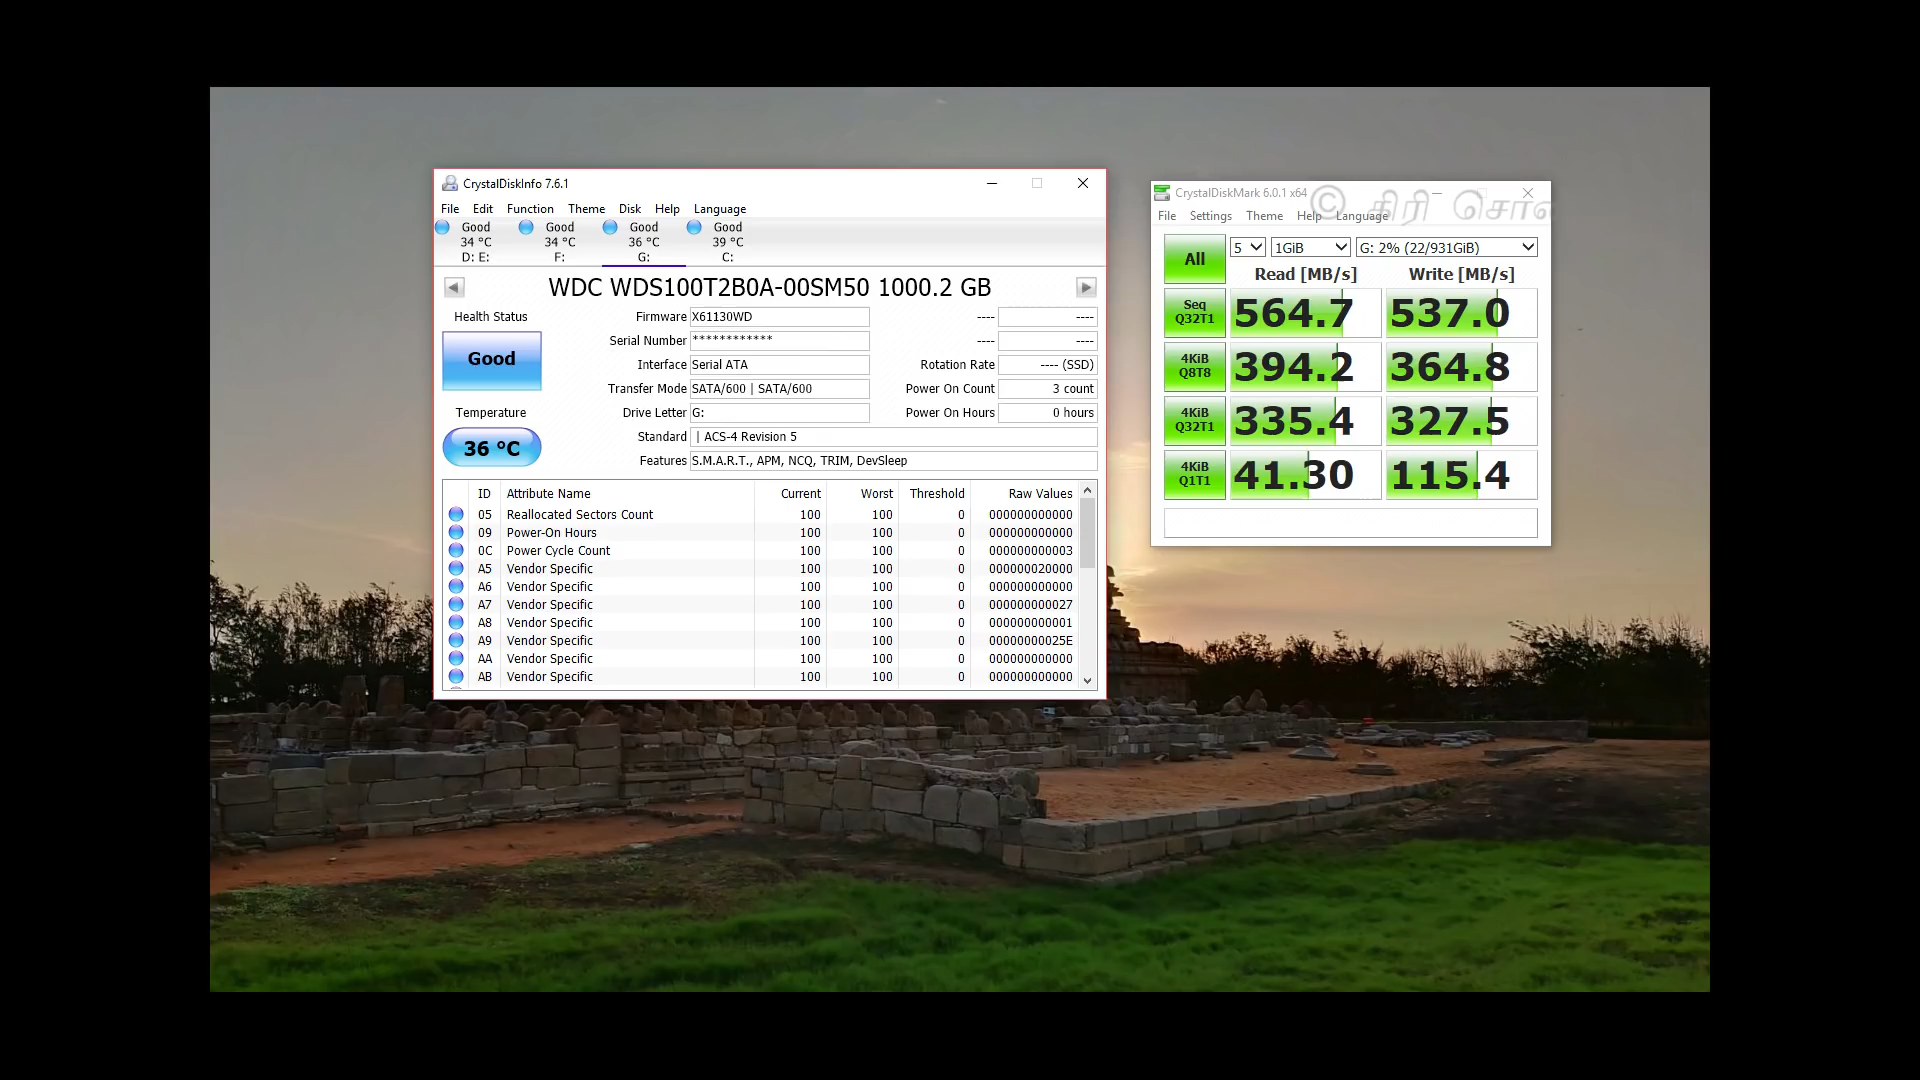 CrystalDiskInfo 7.6.1
File Edit Function Theme Disk Help Language
Good Good Good Good
34 °C 34 °C 36 °C 39 °C
D: E: F: G: C:
WDC WDS100T2B0A-00SM50 1000.2 GB
Health Status
Good
Temperature
36 °C
Firmware X61130WD ---- ----
Serial Number ************ ---- ----
Interface Serial ATA Rotation Rate ---- (SSD)
Transfer Mode SATA/600 | SATA/600 Power On Count 3 count
Drive Letter G: Power On Hours 0 hours
Standard | ACS-4 Revision 5
Features S.M.A.R.T., APM, NCQ, TRIM, DevSleep
ID Attribute Name Current Worst Threshold Raw Values
05 Reallocated Sectors Count 100 100 0 000000000000
09 Power-On Hours 100 100 0 000000000000
0C Power Cycle Count 100 100 0 000000000003
A5 Vendor Specific 100 100 0 000000020000
A6 Vendor Specific 100 100 0 000000000000
A7 Vendor Specific 100 100 0 000000000027
A8 Vendor Specific 100 100 0 000000000001
A9 Vendor Specific 100 100 0 00000000025E
AA Vendor Specific 100 100 0 000000000000
AB Vendor Specific 100 100 0 000000000000
CrystalDiskMark 6.0.1 x64
© கிரி
File Settings Theme Help Language
All 5 1GiB G: 2% (22/931GiB)
Read [MB/s] Write [MB/s]
Seq Q32T1 564.7 537.0
4KiB Q8T8 394.2 364.8
4KiB Q32T1 335.4 327.5
4KiB Q1T1 41.30 115.4